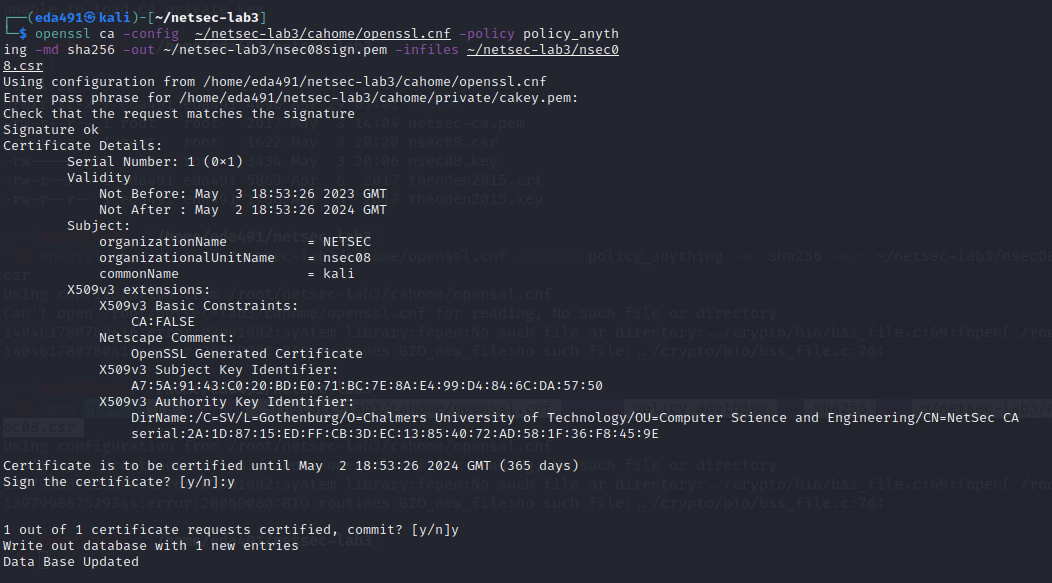 unable to load CA private key
┌──(eda491㉿kali)-[~/netsec-lab3]
└─$ openssl ca -config  ~/netsec-lab3/cahome/openssl.cnf -policy policy_anyth
ing -md sha256 -out ~/netsec-lab3/nsec08sign.pem -infiles ~/netsec-lab3/nsec0
8.csr
Using configuration from /home/eda491/netsec-lab3/cahome/openssl.cnf
Enter pass phrase for /home/eda491/netsec-lab3/cahome/private/cakey.pem:
Check that the request matches the signature
Signature ok
Certificate Details:
        Serial Number: 1 (0×1)
        Validity
            Not Before: May  3 18:53:26 2023 GMT
            Not After : May  2 18:53:26 2024 GMT
        Subject:
            organizationName          = NETSEC
            organizationalUnitName    = nsec08
            commonName                = kali
        X509v3 extensions:
            X509v3 Basic Constraints:
                CA:FALSE
            Netscape Comment:
                OpenSSL Generated Certificate
            X509v3 Subject Key Identifier:
                A7:5A:91:43:C0:20:BD:E0:71:BC:7E:8A:E4:99:D4:84:6C:DA:57:50
            X509v3 Authority Key Identifier:
                DirName:/C=SV/L=Gothenburg/O=Chalmers University of Technology/OU=Computer Science and Engineering/CN=NetSec CA
                serial:2A:1D:87:15:ED:FF:CB:3D:EC:13:85:40:72:AD:58:1F:36:F8:45:9E
Certificate is to be certified until May  2 18:53:26 2024 GMT (365 days)
Sign the certificate? [y/n]:y
1 out of 1 certificate requests certified, commit? [y/n]y
Write out database with 1 new entries
Data Base Updated